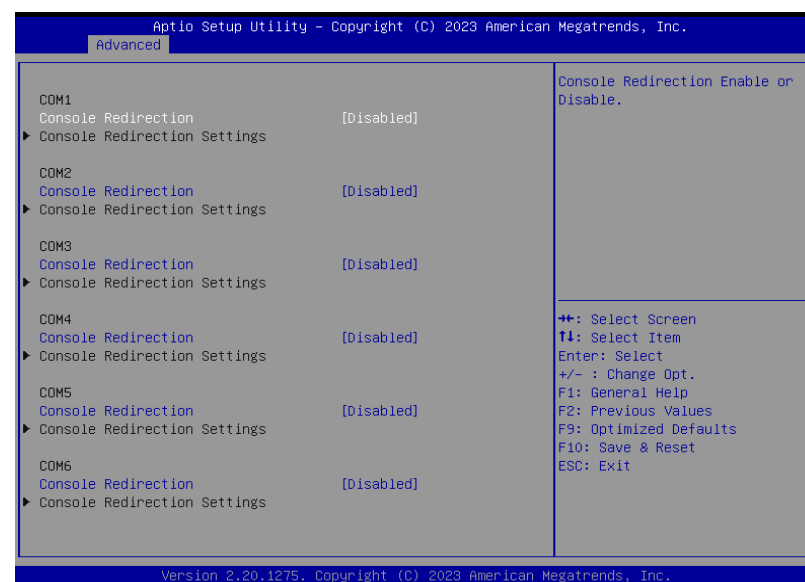 Aptio Setup Utility – Copyright (C) 2023 American Megatrends, Inc.
Advanced
COM1
Console Redirection [Disabled]
▶ Console Redirection Settings
COM2
Console Redirection [Disabled]
▶ Console Redirection Settings
COM3
Console Redirection [Disabled]
▶ Console Redirection Settings
COM4
Console Redirection [Disabled]
▶ Console Redirection Settings
COM5
Console Redirection [Disabled]
▶ Console Redirection Settings
COM6
Console Redirection [Disabled]
▶ Console Redirection Settings
Console Redirection Enable or
Disable.
→←: Select Screen
↑↓: Select Item
Enter: Select
+/- : Change Opt.
F1: General Help
F2: Previous Values
F9: Optimized Defaults
F10: Save & Reset
ESC: Exit
Version 2.20.1275. Copyright (C) 2023 American Megatrends, Inc.